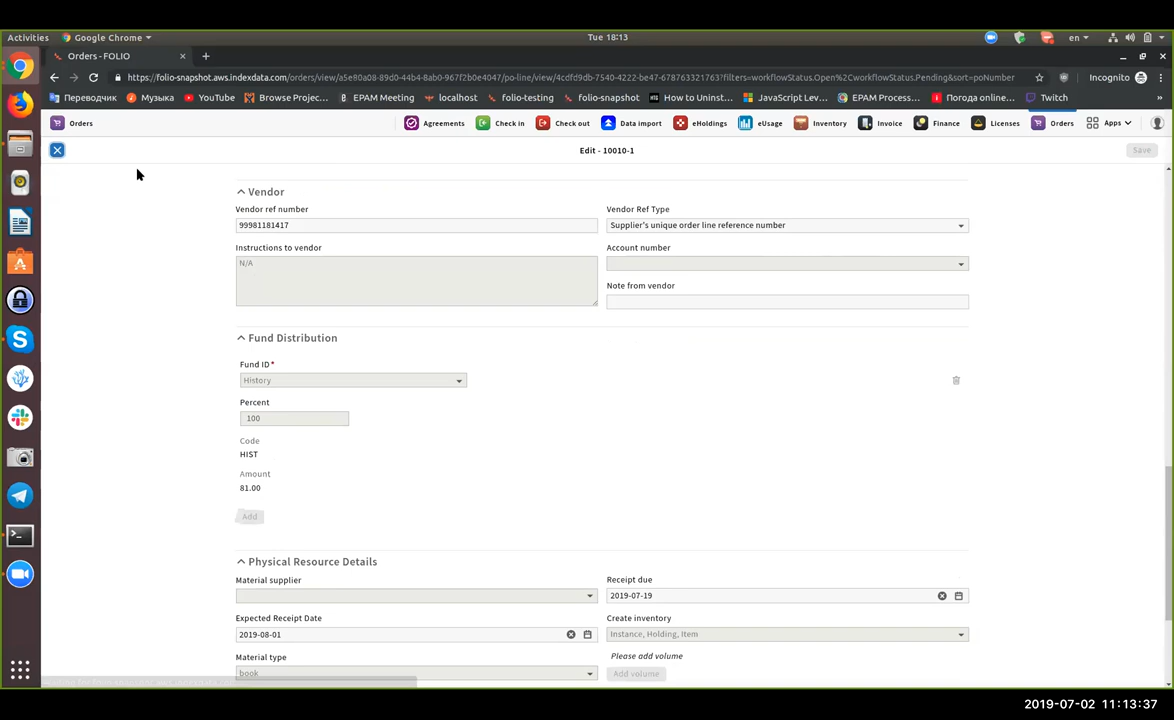 Activities Google Chrome Tue 18:13 en
Orders - FOLIO
https://folio-snapshot.aws.indexdata.com/orders/view/a5e80a08-89d0-44b4-8ab0-967f2b0e4047/po-line/view/4cdfd9db-7540-4222-be47-678763321763?filters=workflowStatus.Open%2CworkflowStatus.Pending&sort=poNumber Incognito
Переводчик Музыка YouTube Browse Projec... EPAM Meeting localhost folio-testing folio-snapshot How to Uninst... JavaScript Lev... EPAM Process... Погода online... Twitch »
Orders Agreements Check in Check out Data import eHoldings eUsage Inventory Invoice Finance Licenses Orders Apps
Edit - 10010-1 Save
Vendor
Vendor ref number Vendor Ref Type
99981181417 Supplier's unique order line reference number
Instructions to vendor Account number
N/A
Note from vendor
Fund Distribution
Fund ID*
History
Percent
100
Code
HIST
Amount
81.00
Add
Physical Resource Details
Material supplier Receipt due
2019-07-19
Expected Receipt Date Create inventory
2019-08-01 Instance, Holding, Item
Material type Please add volume
book Add volume
2019-07-02 11:13:37